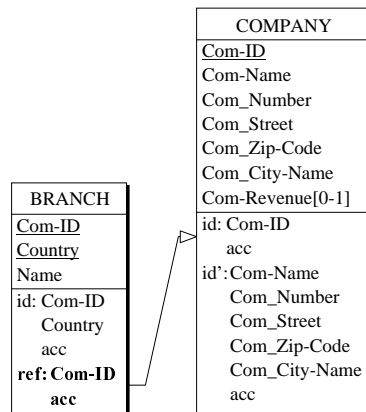 COMPANY
Com-ID
Com-Name
Com_Number
Com_Street
Com_Zip-Code
Com_City-Name
Com-Revenue[0-1]
id: Com-ID
acc
id’:Com-Name
Com_Number
Com_Street
Com_Zip-Code
Com_City-Name
acc
BRANCH
Com-ID
Country
Name
id: Com-ID
Country
acc
ref: Com-ID
acc